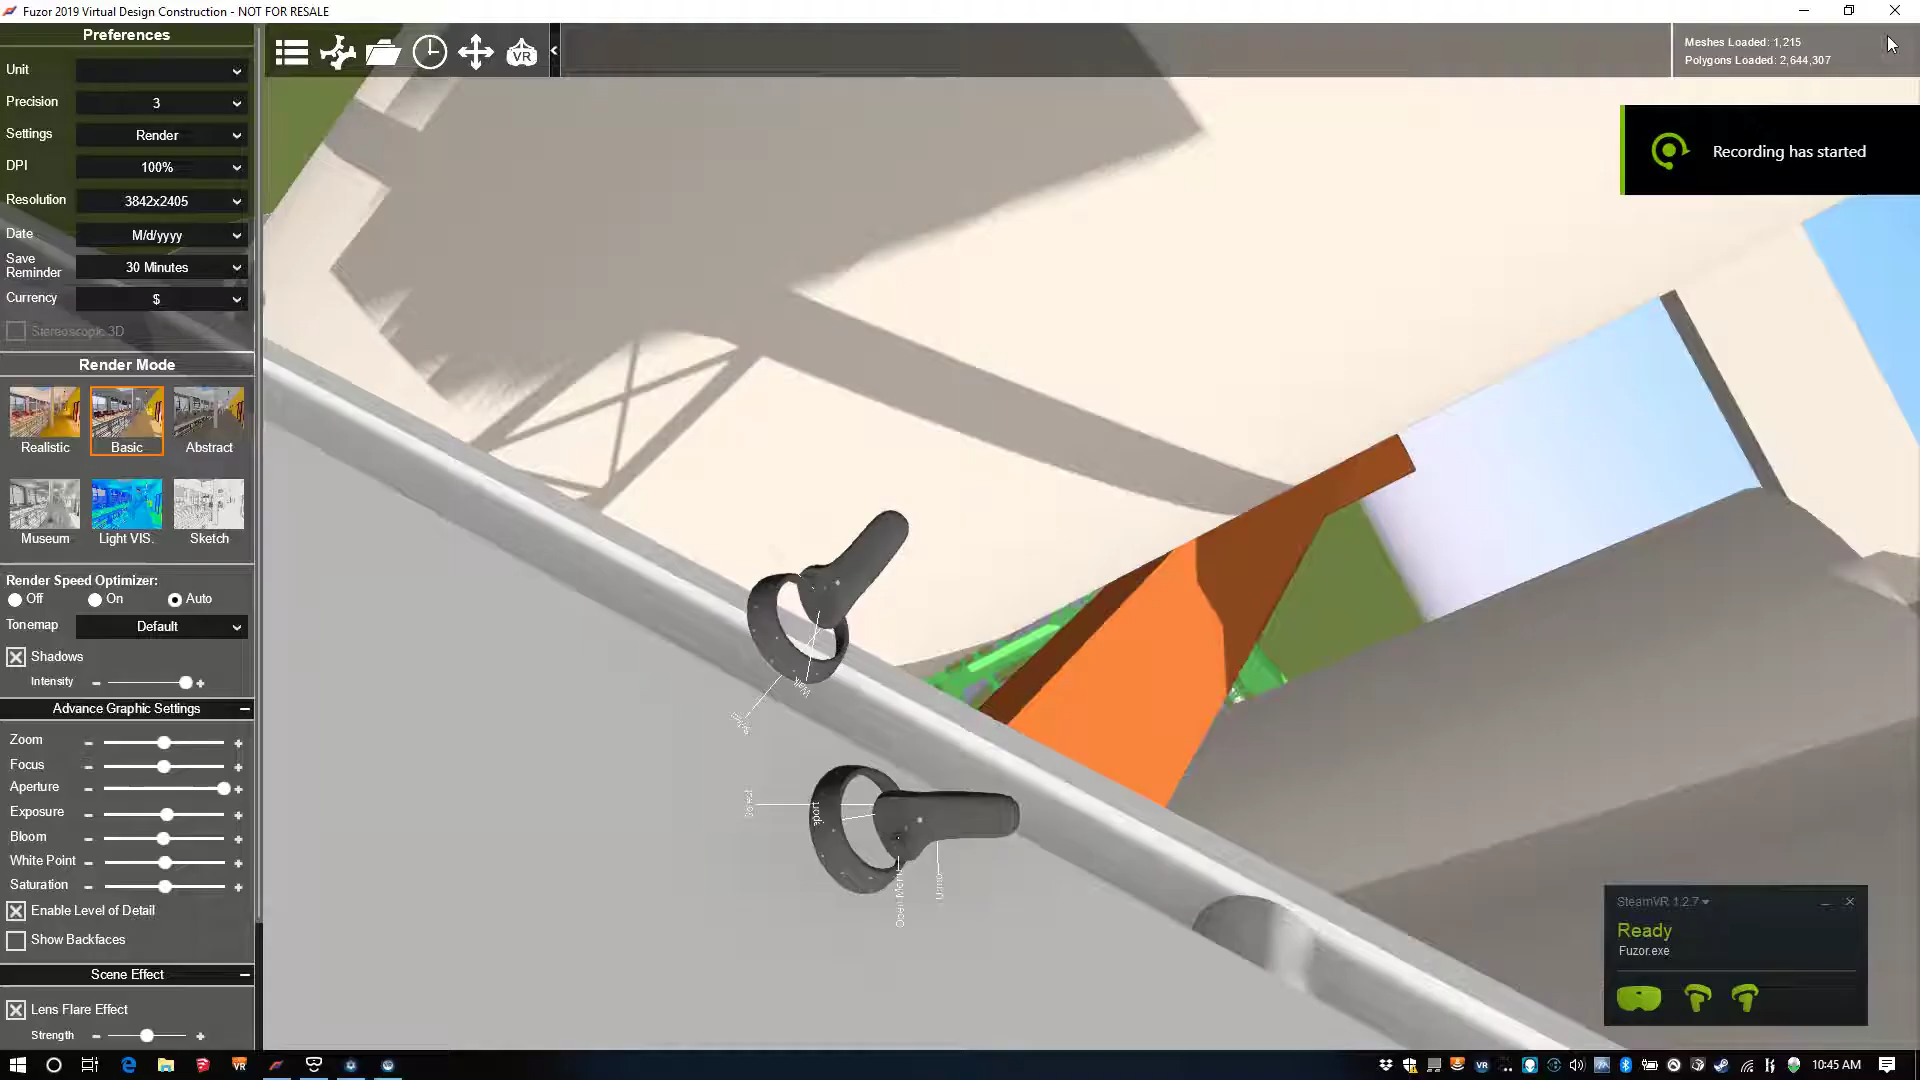 Fuzor 2019 Virtual Design Construction - NOT FOR RESALE
Preferences
Unit
Precision 3
Settings Render
DPI 100%
Resolution 3842x2405
Date M/d/yyyy
Save Reminder 30 Minutes
Currency $
Stereoscopic 3D
Render Mode
Realistic Basic Abstract
Museum Light VIS. Sketch
Render Speed Optimizer:
Off On Auto
Tonemap Default
Shadows
Intensity - +
Advance Graphic Settings -
Zoom - +
Focus - +
Aperture - +
Exposure - +
Bloom - +
White Point - +
Saturation - +
Enable Level of Detail
Show Backfaces
Scene Effect -
Lens Flare Effect
Strength - +
VR
Meshes Loaded: 1,215
Polygons Loaded: 2,644,307
Recording has started
Walk
SteamVR 1.2.7
Ready
Fuzor.exe
10:45 AM